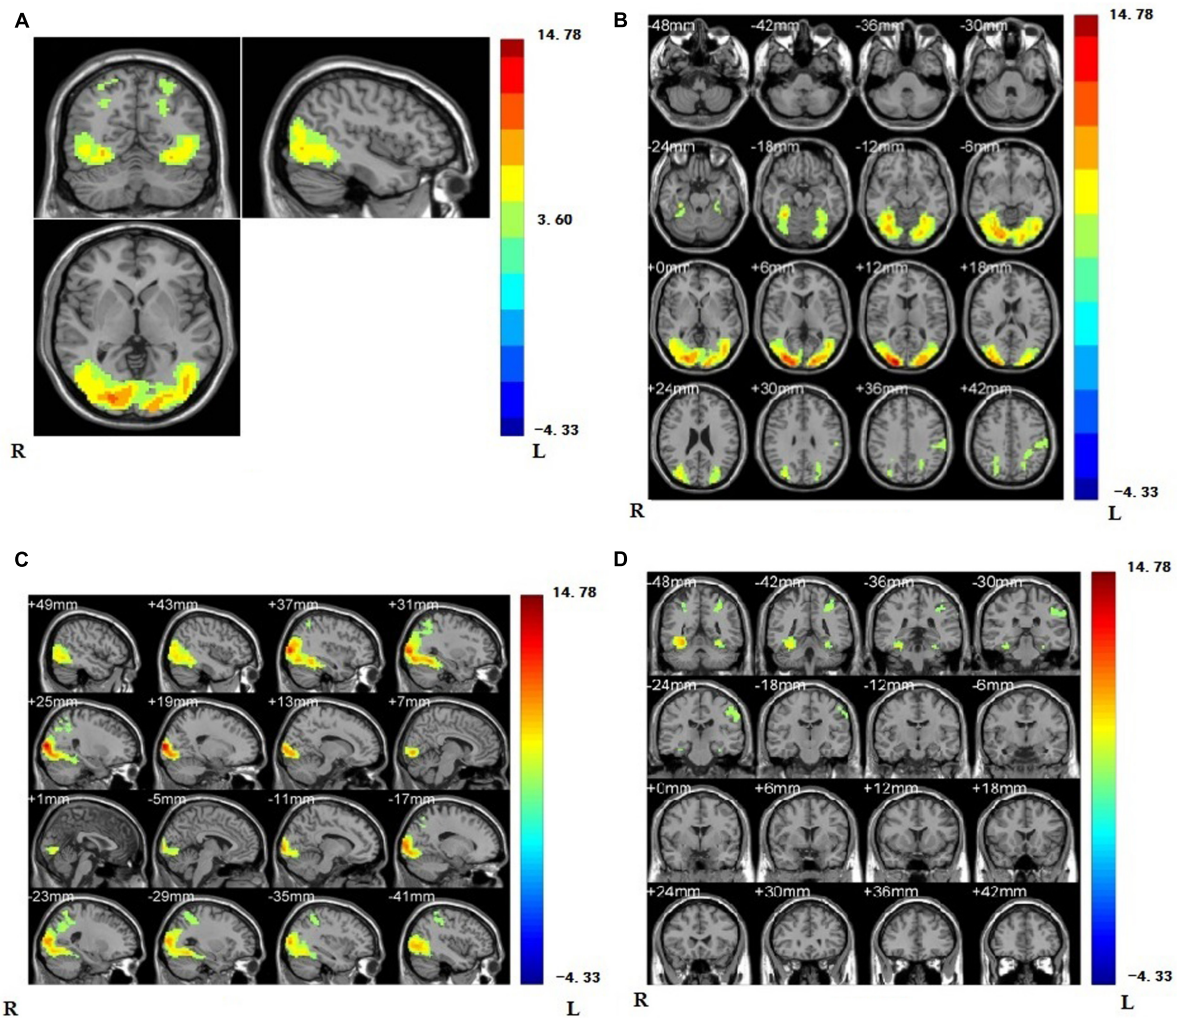 A
14.78
3.60
-4.33
R L
B
14.78
-48mm -42mm -36mm -30mm
-24mm -18mm -12mm -6mm
+0mm +6mm +12mm +18mm
+24mm +30mm +36mm +42mm
-4.33
R L
C
14.78
+49mm +43mm +37mm +31mm
+25mm +19mm +13mm +7mm
+1mm -5mm -11mm -17mm
-23mm -29mm -35mm -41mm
-4.33
R L
D
14.78
-48mm -42mm -36mm -30mm
-24mm -18mm -12mm -6mm
+0mm +6mm +12mm +18mm
+24mm +30mm +36mm +42mm
-4.33
R L